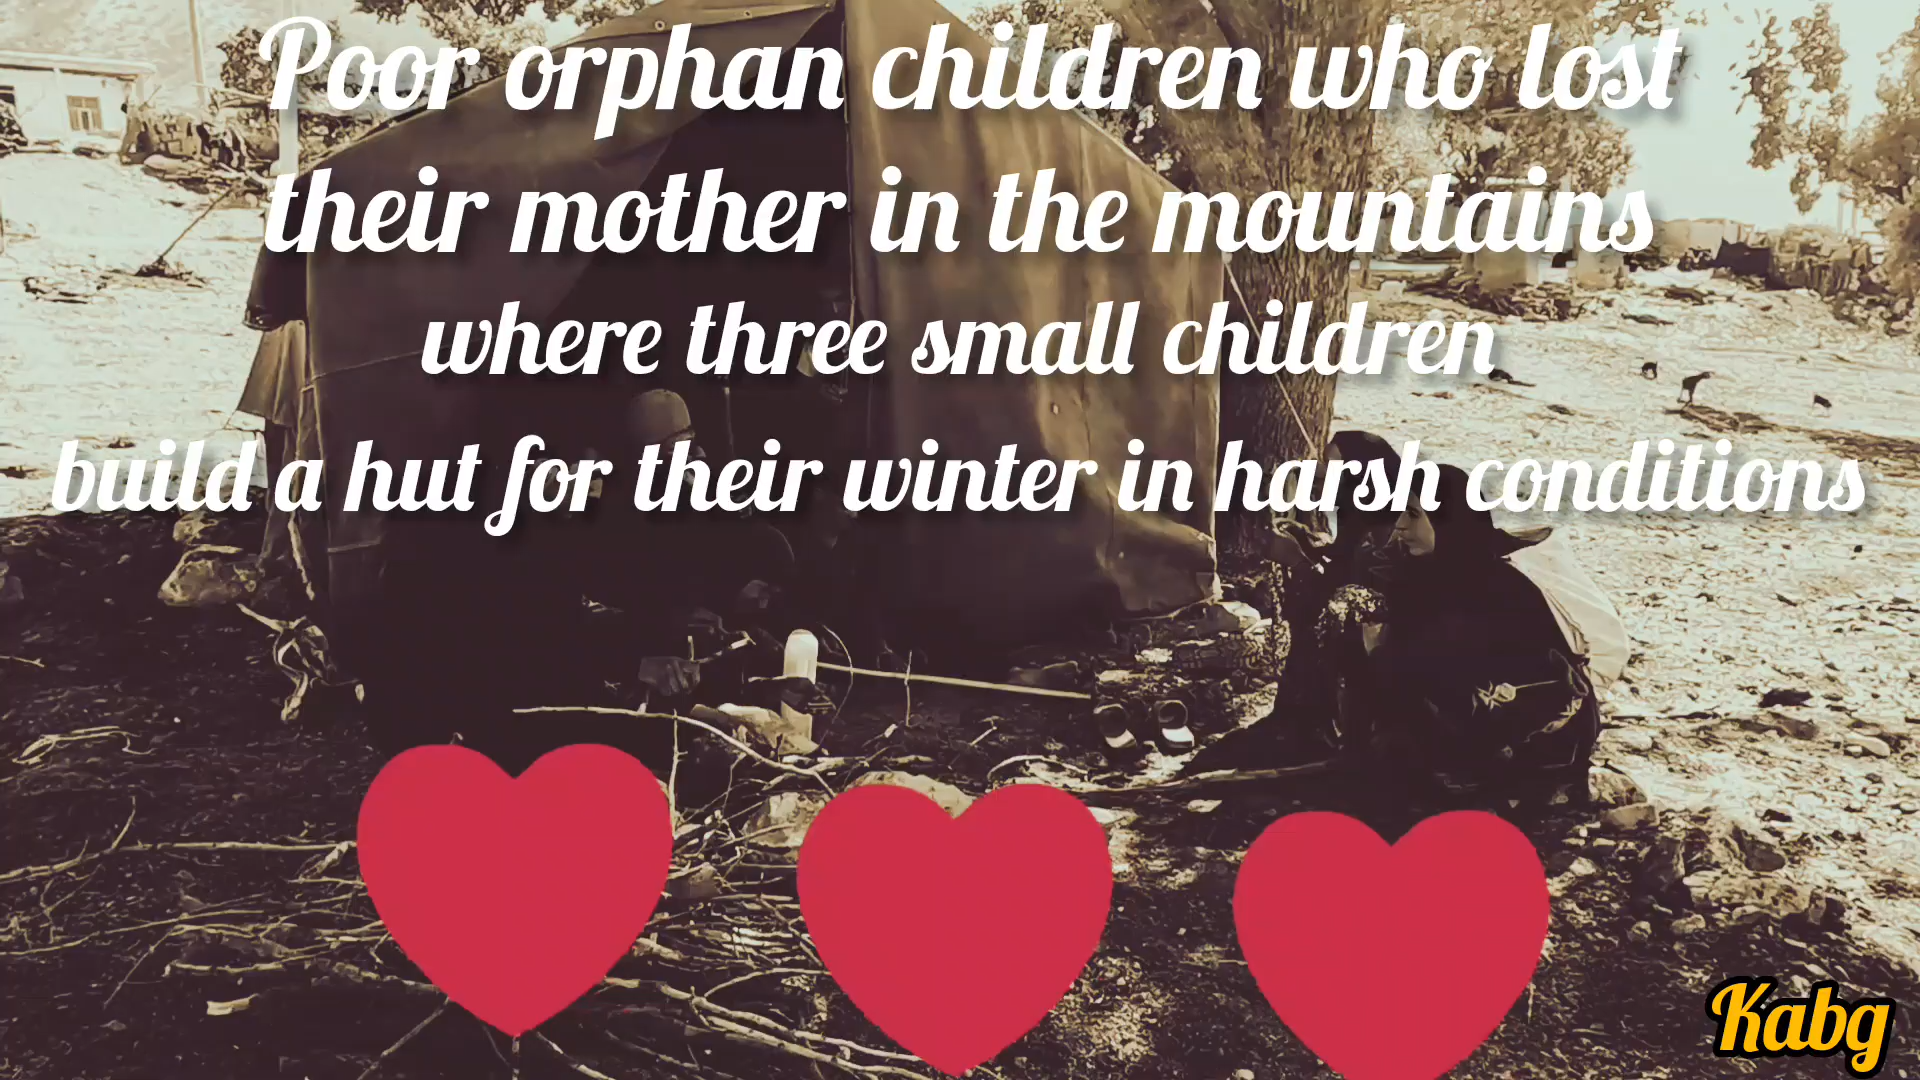 Poor orphan children who lost
their mother in the mountains
where three small children
build a hut for their winter in harsh conditions
Kabg